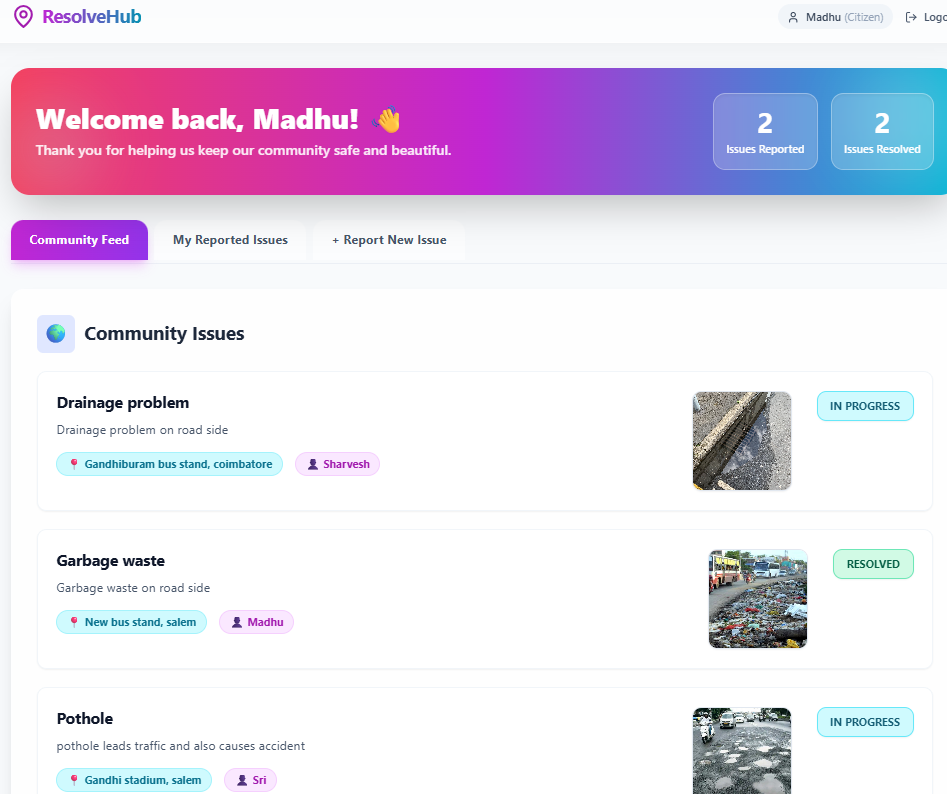 ResolveHub
Madhu (Citizen)
Welcome back, Madhu!
Thank you for helping us keep our community safe and beautiful.
2
Issues Reported
2
Issues Resolved
Community Feed
My Reported Issues
+ Report New Issue
Community Issues
Drainage problem
IN PROGRESS
Drainage problem on road side
Gandhiburam bus stand, coimbatore
Sharvesh
Garbage waste
RESOLVED
Garbage waste on road side
New bus stand, salem
Madhu
Pothole
IN PROGRESS
pothole leads traffic and also causes accident
Gandhi stadium, salem
Sri